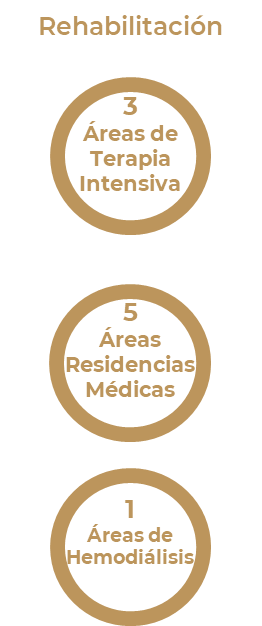 Rehabilitación
3
Áreas de
Terapia
Intensiva
5
Áreas
Residencias
Médicas
1
Áreas de
Hemodiálisis